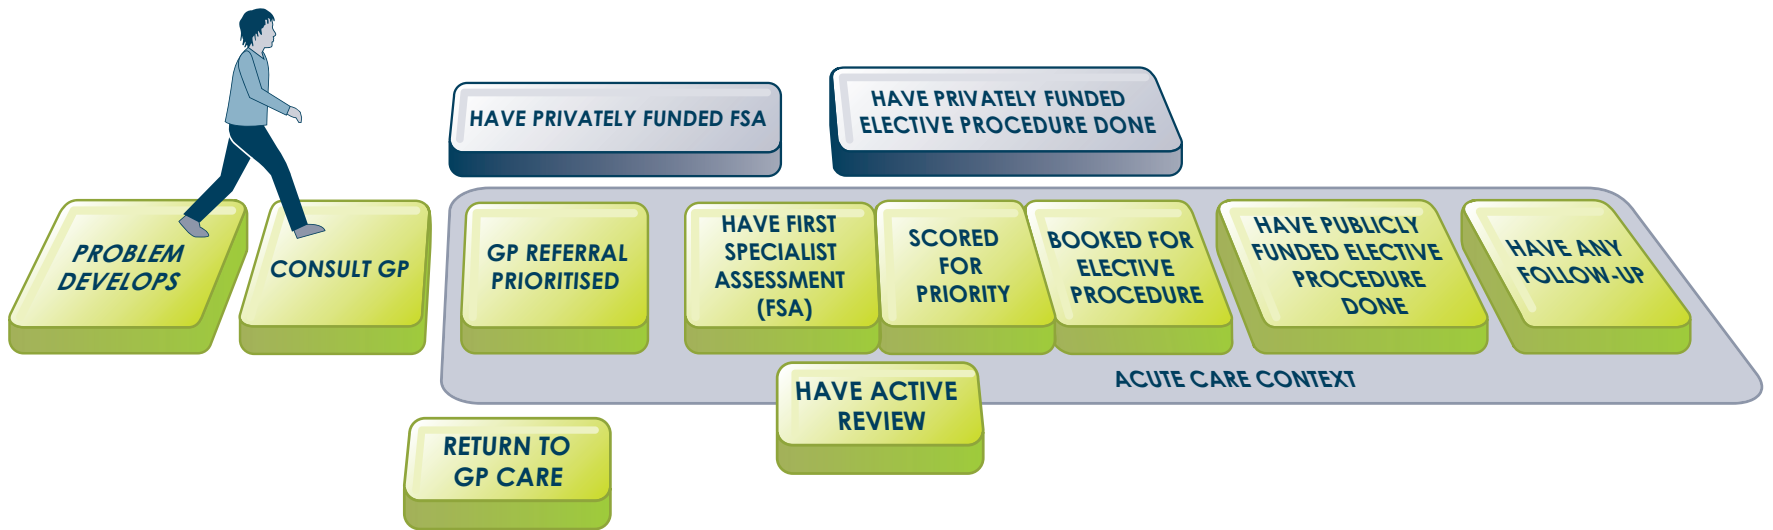 HAVE PRIVATELY FUNDED FSA
HAVE PRIVATELY FUNDED
ELECTIVE PROCEDURE DONE
PROBLEM
DEVELOPS
CONSULT GP
GP REFERRAL
PRIORITISED
HAVE FIRST
SPECIALIST
ASSESSMENT
(FSA)
SCORED
FOR
PRIORITY
BOOKED FOR
ELECTIVE
PROCEDURE
HAVE PUBLICLY
FUNDED ELECTIVE
PROCEDURE
DONE
HAVE ANY
FOLLOW-UP
ACUTE CARE CONTEXT
HAVE ACTIVE
REVIEW
RETURN TO
GP CARE